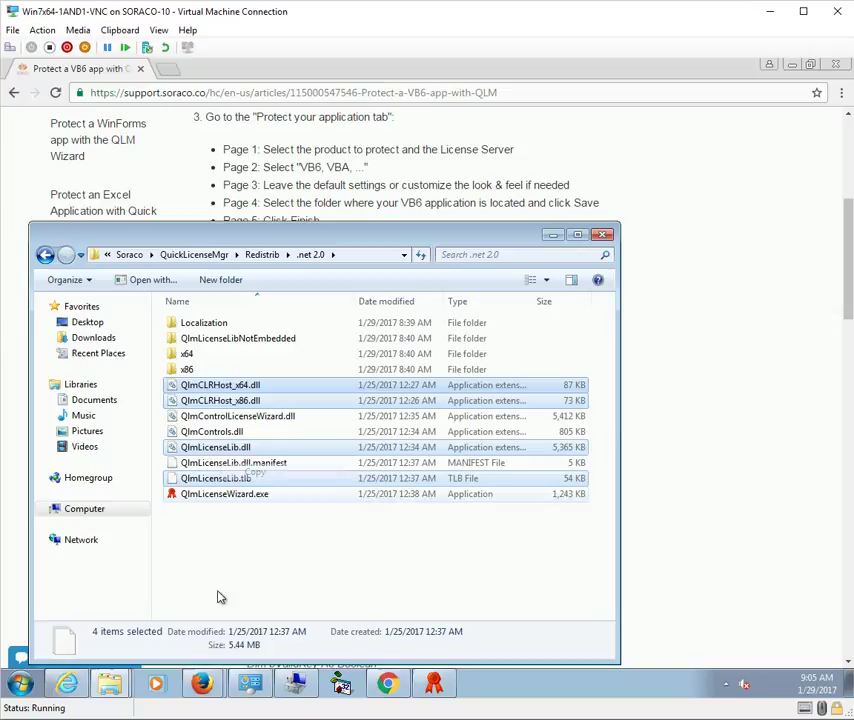 Win7x64-1AND1-VNC on SORACO-10 - Virtual Machine Connection
File Action Media Clipboard View Help
Protect a VB6 app with
https://support.soraco.co/hc/en-us/articles/115000547546-Protect-a-VB6-app-with-QLM
Protect a WinForms
app with the QLM
Wizard
Protect an Excel
Application with Quick
3. Go to the "Protect your application tab":
Page 1: Select the product to protect and the License Server
Page 2: Select "VB6, VBA, ..."
Page 3: Leave the default settings or customize the look & feel if needed
Page 4: Select the folder where your VB6 application is located and click Save
Page 5: Click Finish
« Soraco QuickLicenseMgr Redistrib .net 2.0
Search .net 2.0
Organize Open with... New folder
Name Date modified Type Size
Favorites
Desktop
Downloads
Recent Places
Libraries
Documents
Music
Pictures
Videos
Homegroup
Computer
Network
Localization 1/29/2017 8:39 AM File folder
QlmLicenseLibNotEmbedded 1/29/2017 8:40 AM File folder
x64 1/29/2017 8:40 AM File folder
x86 1/29/2017 8:40 AM File folder
QlmCLRHost_x64.dll 1/25/2017 12:27 AM Application extens... 87 KB
QlmCLRHost_x86.dll 1/25/2017 12:26 AM Application extens... 73 KB
QlmControlLicenseWizard.dll 1/25/2017 12:35 AM Application extens... 5,412 KB
QlmControls.dll 1/25/2017 12:34 AM Application extens... 805 KB
QlmLicenseLib.dll 1/25/2017 12:34 AM Application extens... 5,365 KB
QlmLicenseLib.dll.manifest 1/25/2017 12:37 AM MANIFEST File 5 KB
Copy
QlmLicenseLib.tlb 1/25/2017 12:37 AM TLB File 54 KB
QlmLicenseWizard.exe 1/25/2017 12:38 AM Application 1,243 KB
4 items selected Date modified: 1/25/2017 12:37 AM Date created: 1/25/2017 12:37 AM
Size: 5.44 MB
Dim bValidKey As Boolean
9:05 AM
1/29/2017
Status: Running